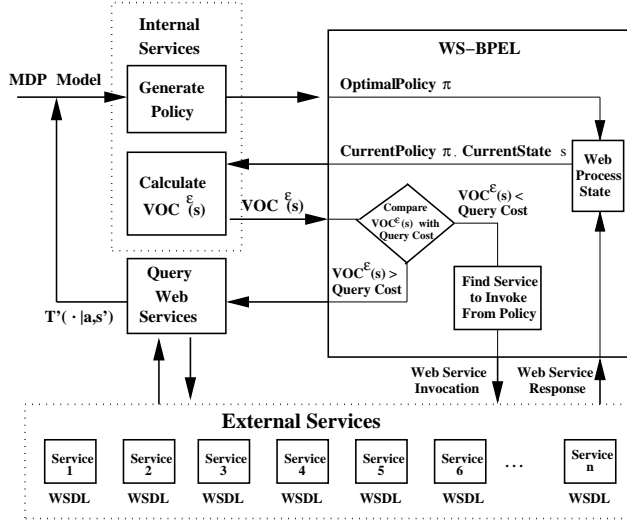 Internal
Services
WS-BPEL
MDP Model
Generate
Policy
OptimalPolicy π
CurrentPolicy π. CurrentState s
Web
Process
State
Calculate
VOC ε(s)
VOC ε(s)
Compare
VOCε(s) with
Query Cost
VOCε(s)<
Query Cost
VOCε(s)>
Query Cost
Query
Web
Services
T'( · |a,s')
Find Service
to Invoke
From Policy
Web Service
Invocation
Web Service
Response
External Services
Service
1
Service
2
Service
3
Service
4
Service
5
Service
6
...
Service
n
WSDL
WSDL
WSDL
WSDL
WSDL
WSDL
WSDL